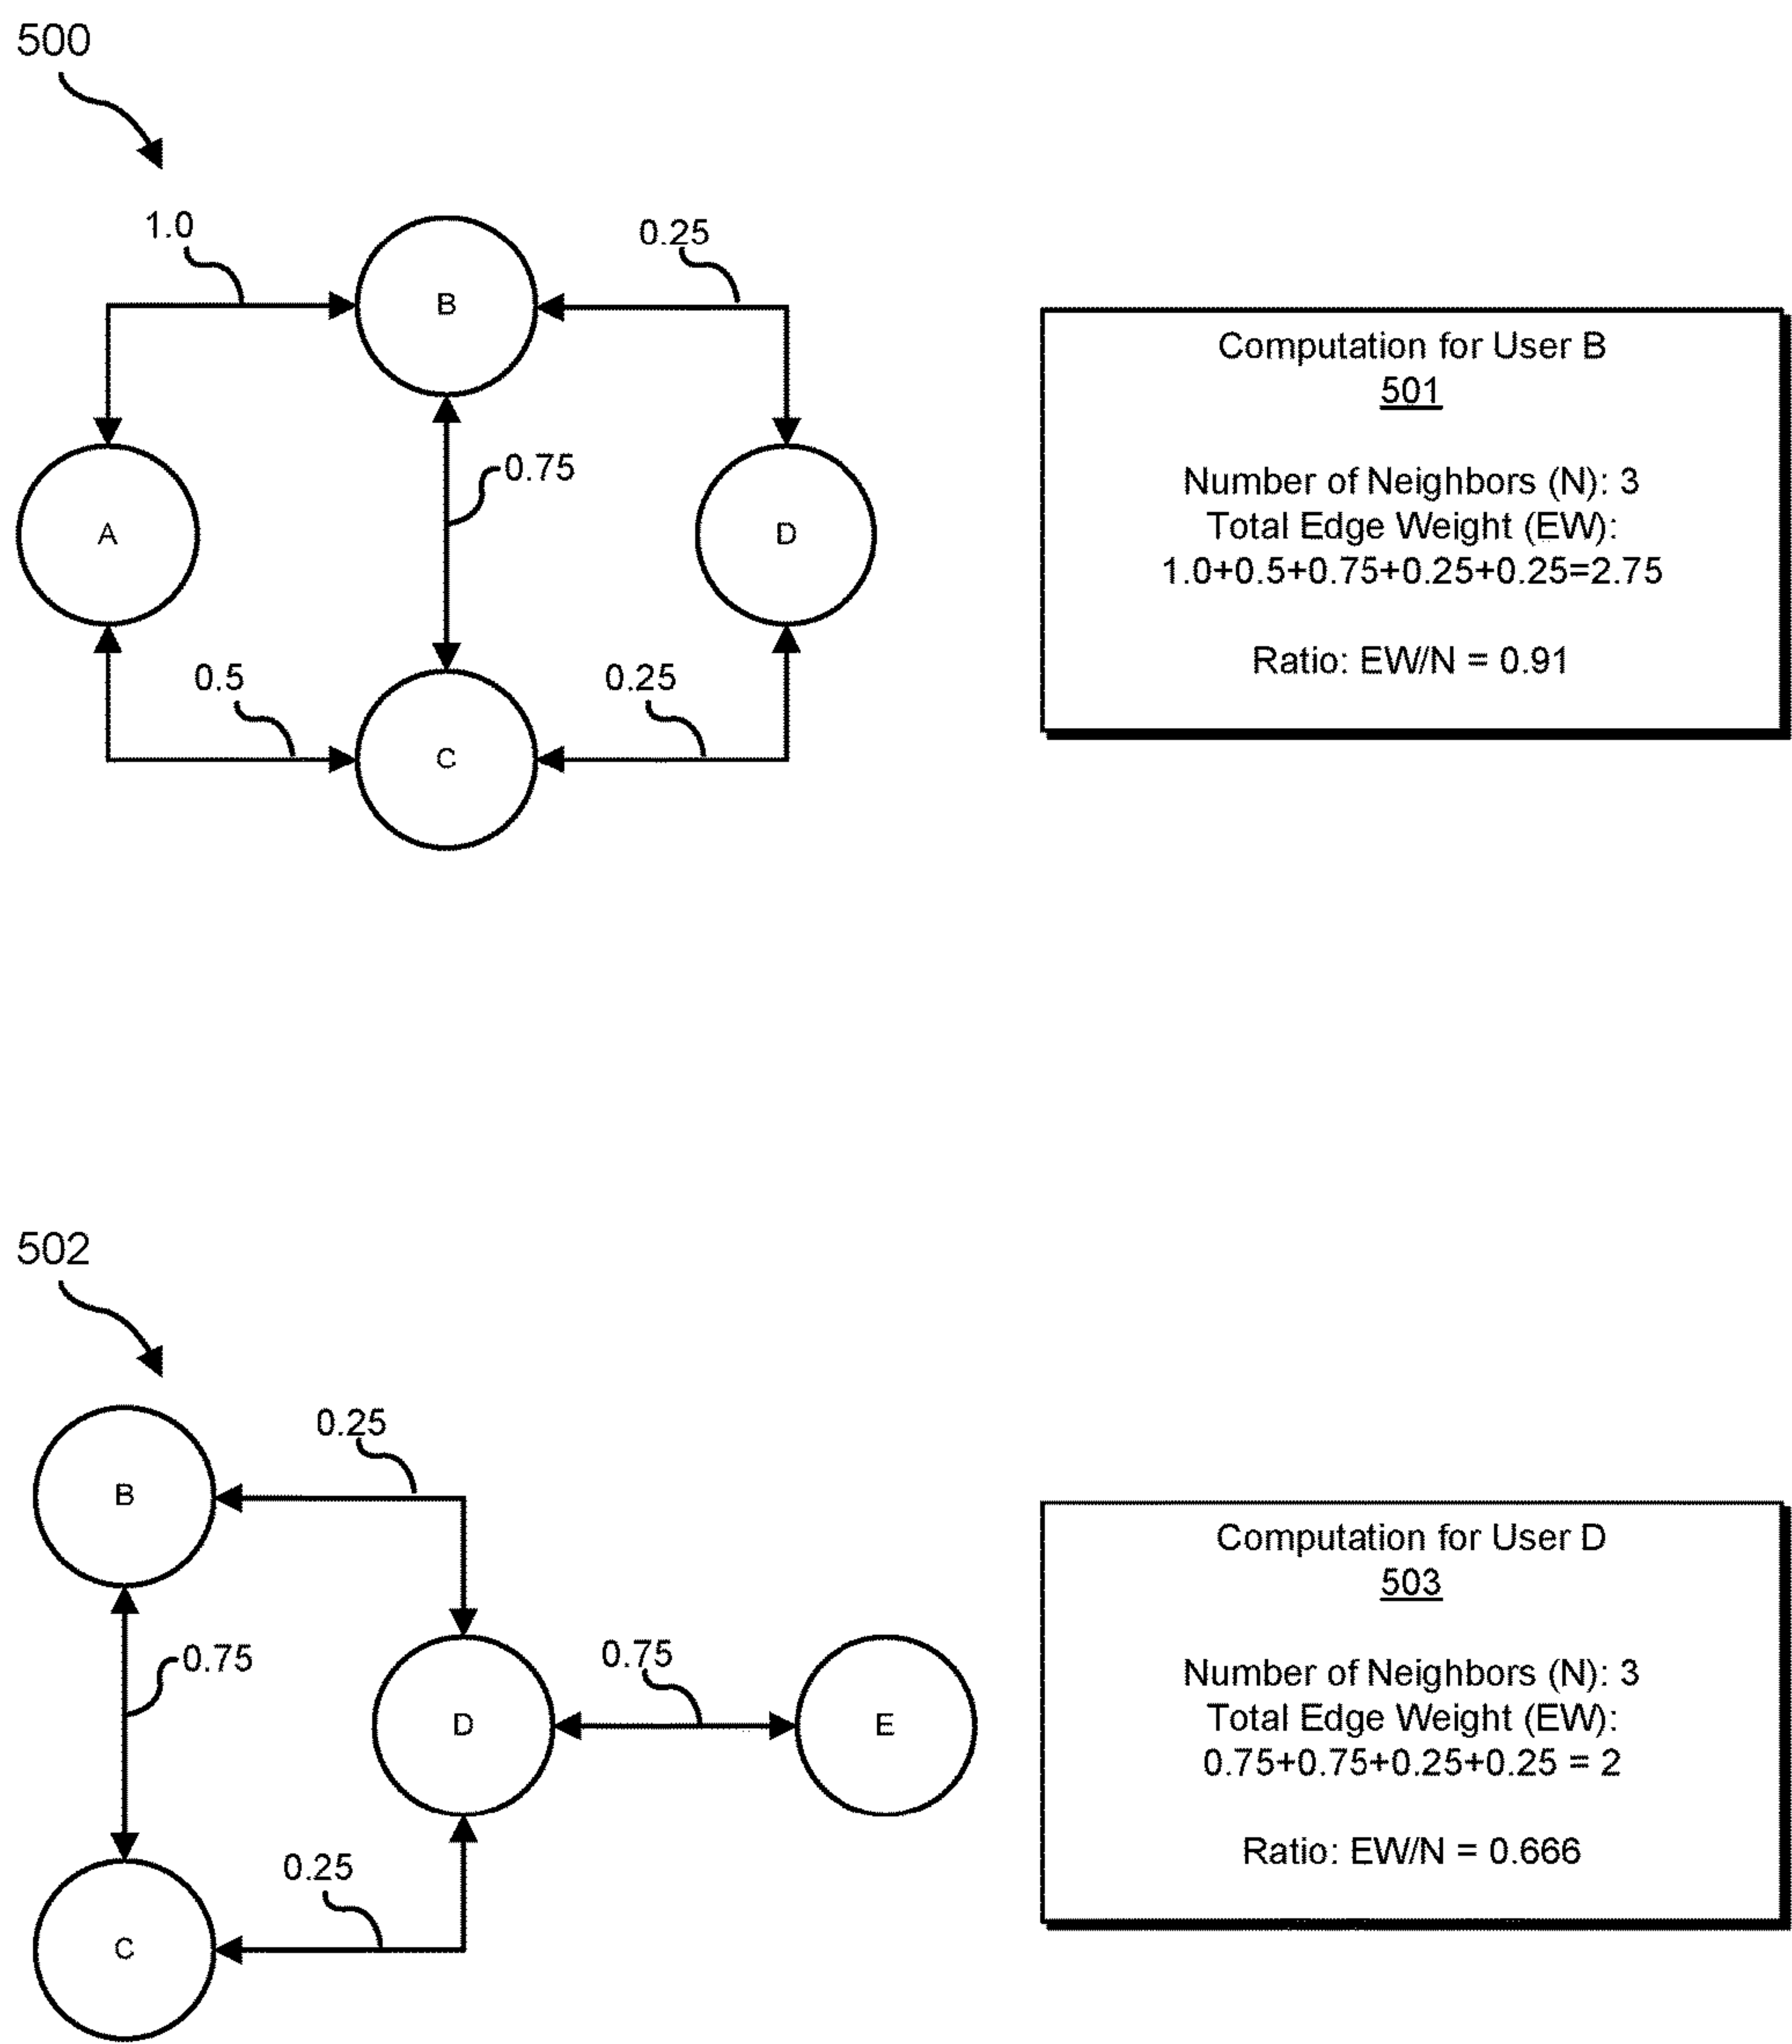 500
1.0
0.25
B
0.75
A
D
0.5
0.25
C
Computation for User B
501
Number of Neighbors (N): 3
Total Edge Weight (EW):
1.0+0.5+0.75+0.25+0.25=2.75
Ratio: EW/N = 0.91
502
0.25
B
0.75
0.75
D
E
0.25
C
Computation for User D
503
Number of Neighbors (N): 3
Total Edge Weight (EW):
0.75+0.75+0.25+0.25 = 2
Ratio: EW/N = 0.666